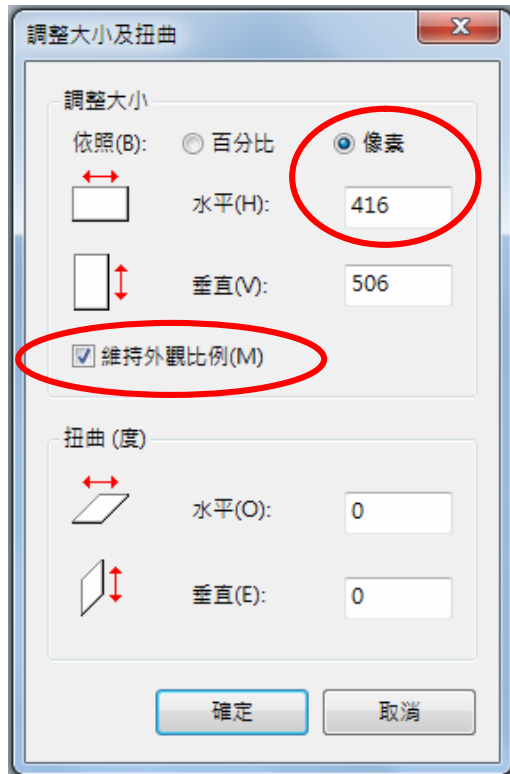 調整大小及扭曲
調整大小
依照(B): 百分比 像素
水平(H): 416
垂直(V): 506
維持外觀比例(M)
扭曲 (度)
水平(O): 0
垂直(E): 0
確定 取消